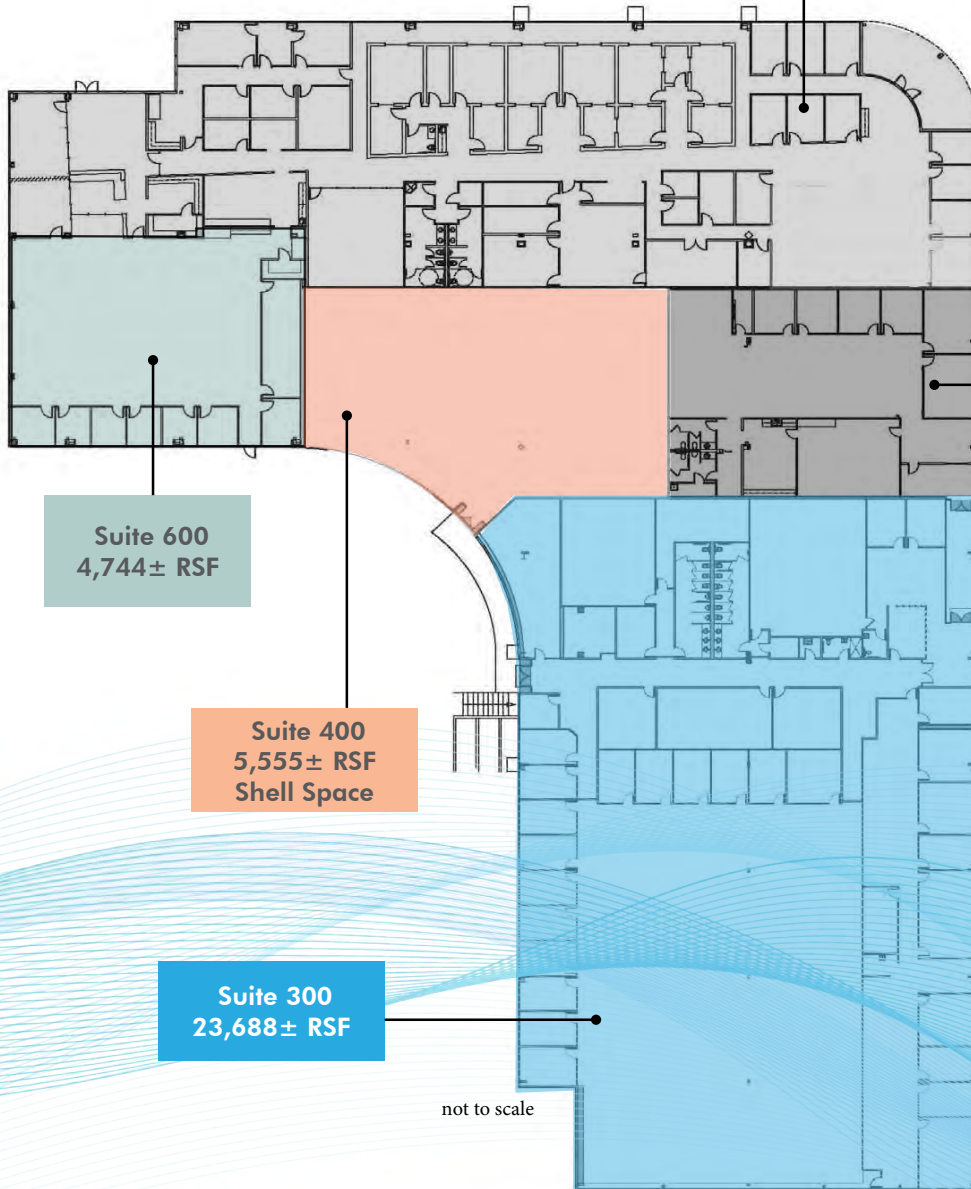 Suite 600
4,744± RSF
Suite 400
5,555± RSF
Shell Space
Suite 300
23,688± RSF
not to scale